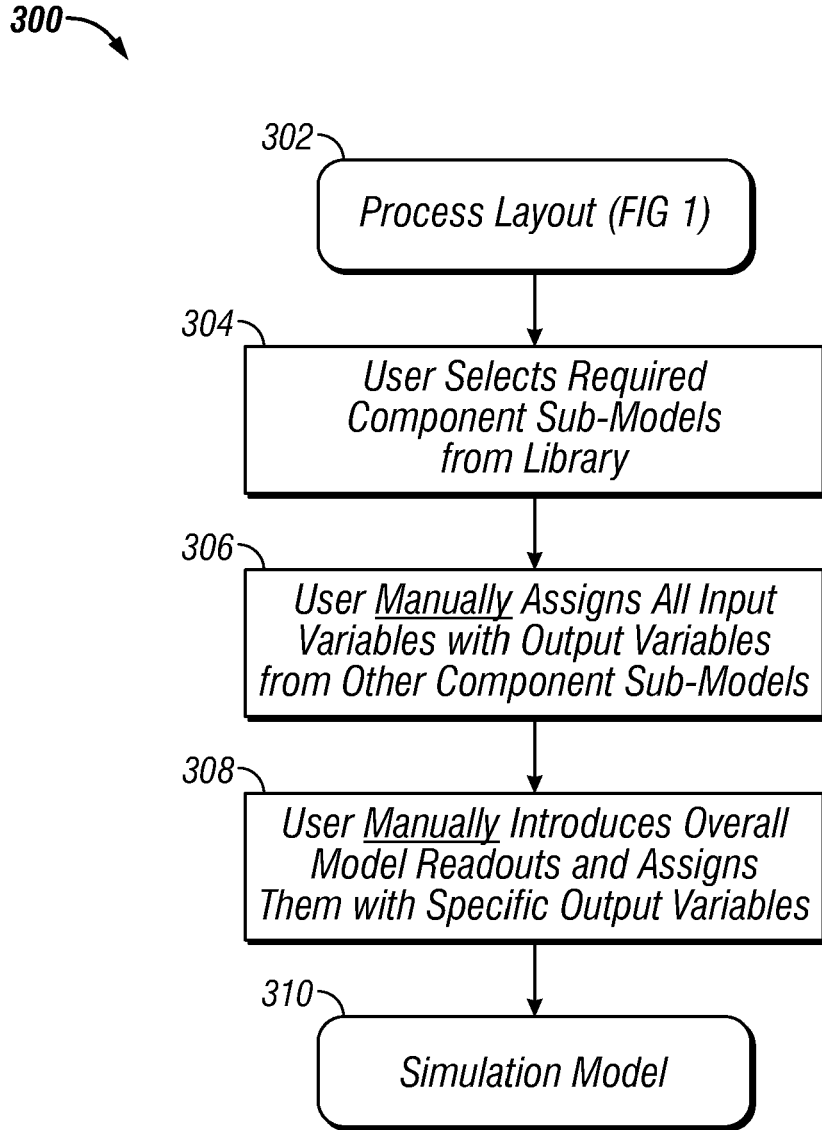 300
302
Process Layout (FIG 1)
304
User Selects Required
Component Sub-Models
from Library
306
User Manually Assigns All Input
Variables with Output Variables
from Other Component Sub-Models
308
User Manually Introduces Overall
Model Readouts and Assigns
Them with Specific Output Variables
310
Simulation Model